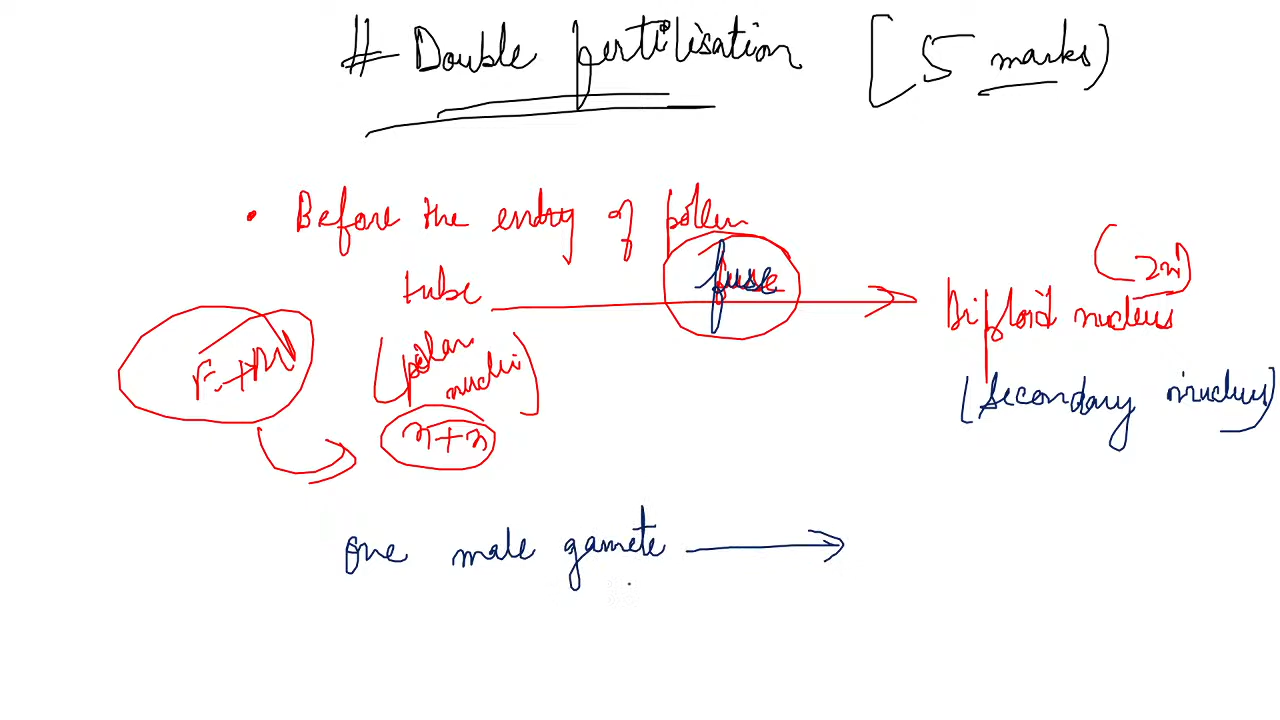 # Double fertilisation [5 marks)
• Before the entry of pollen
tube fuse Diploid nucleus (2n)
(polar nuclei) (Secondary nucleus)
n+n
one male gamete